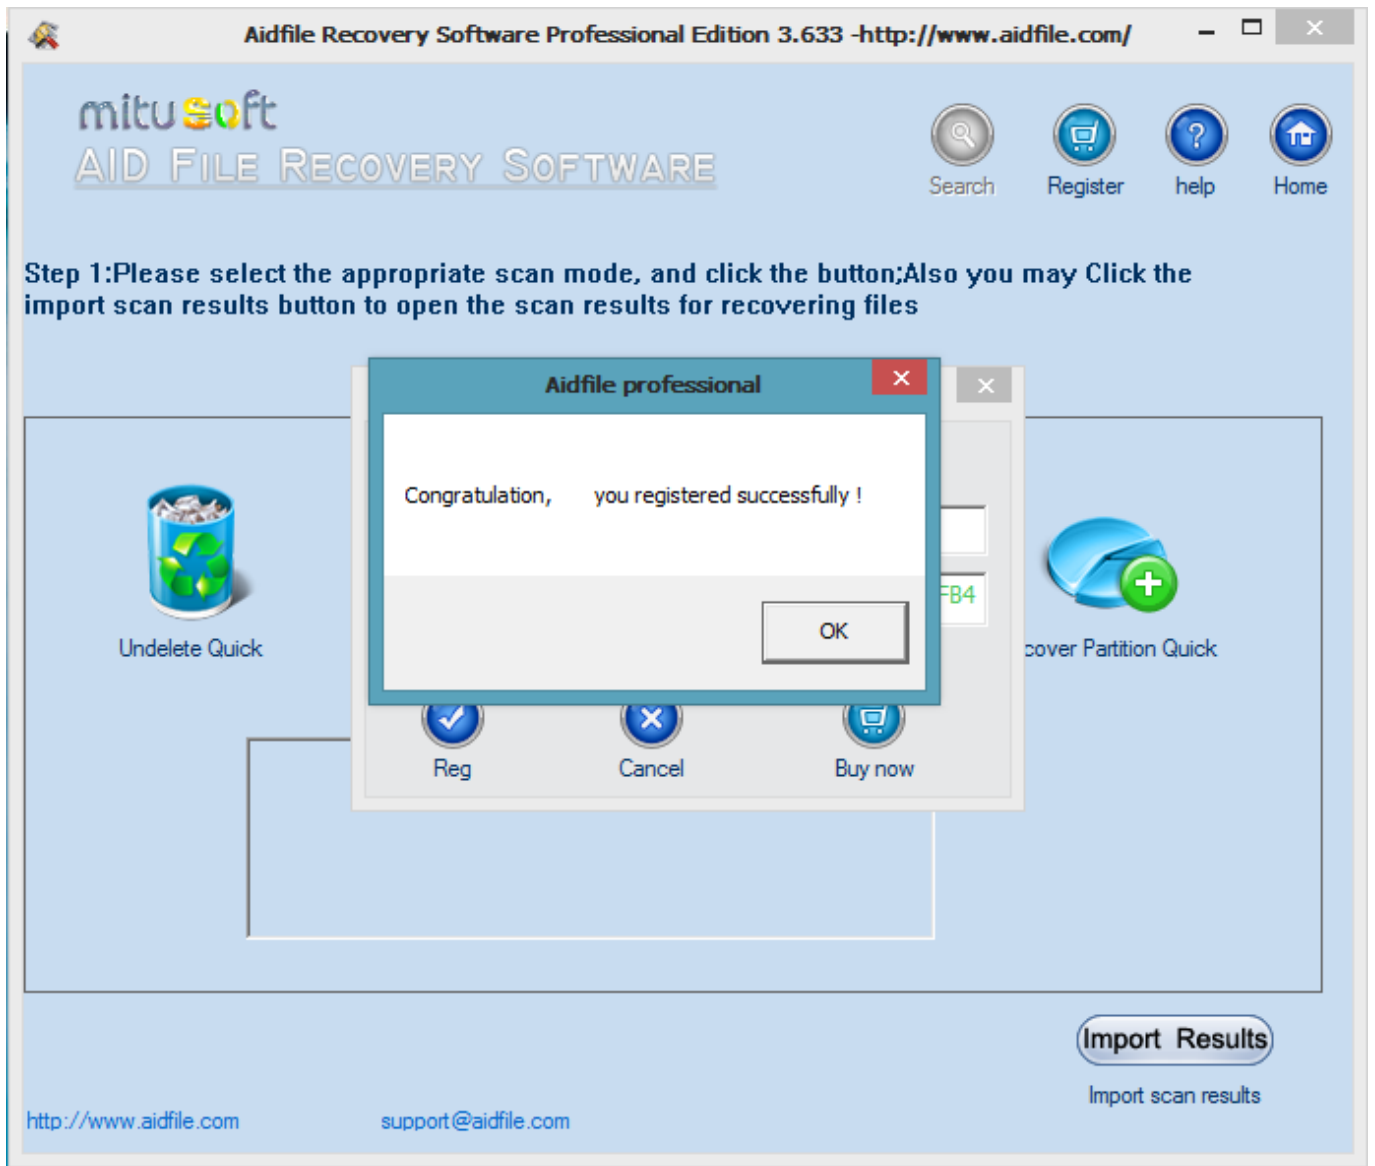 Aidfile Recovery Software Professional Edition 3.633 -http://www.aidfile.com/
mitusoft
AID FILE RECOVERY SOFTWARE
Search
Register
help
Home
Step 1:Please select the appropriate scan mode, and click the button;Also you may Click the
import scan results button to open the scan results for recovering files
Aidfile professional
Congratulation, you registered successfully !
FB4
OK
Undelete Quick
cover Partition Quick
Reg
Cancel
Buy now
Import Results
Import scan results
http://www.aidfile.com
support@aidfile.com